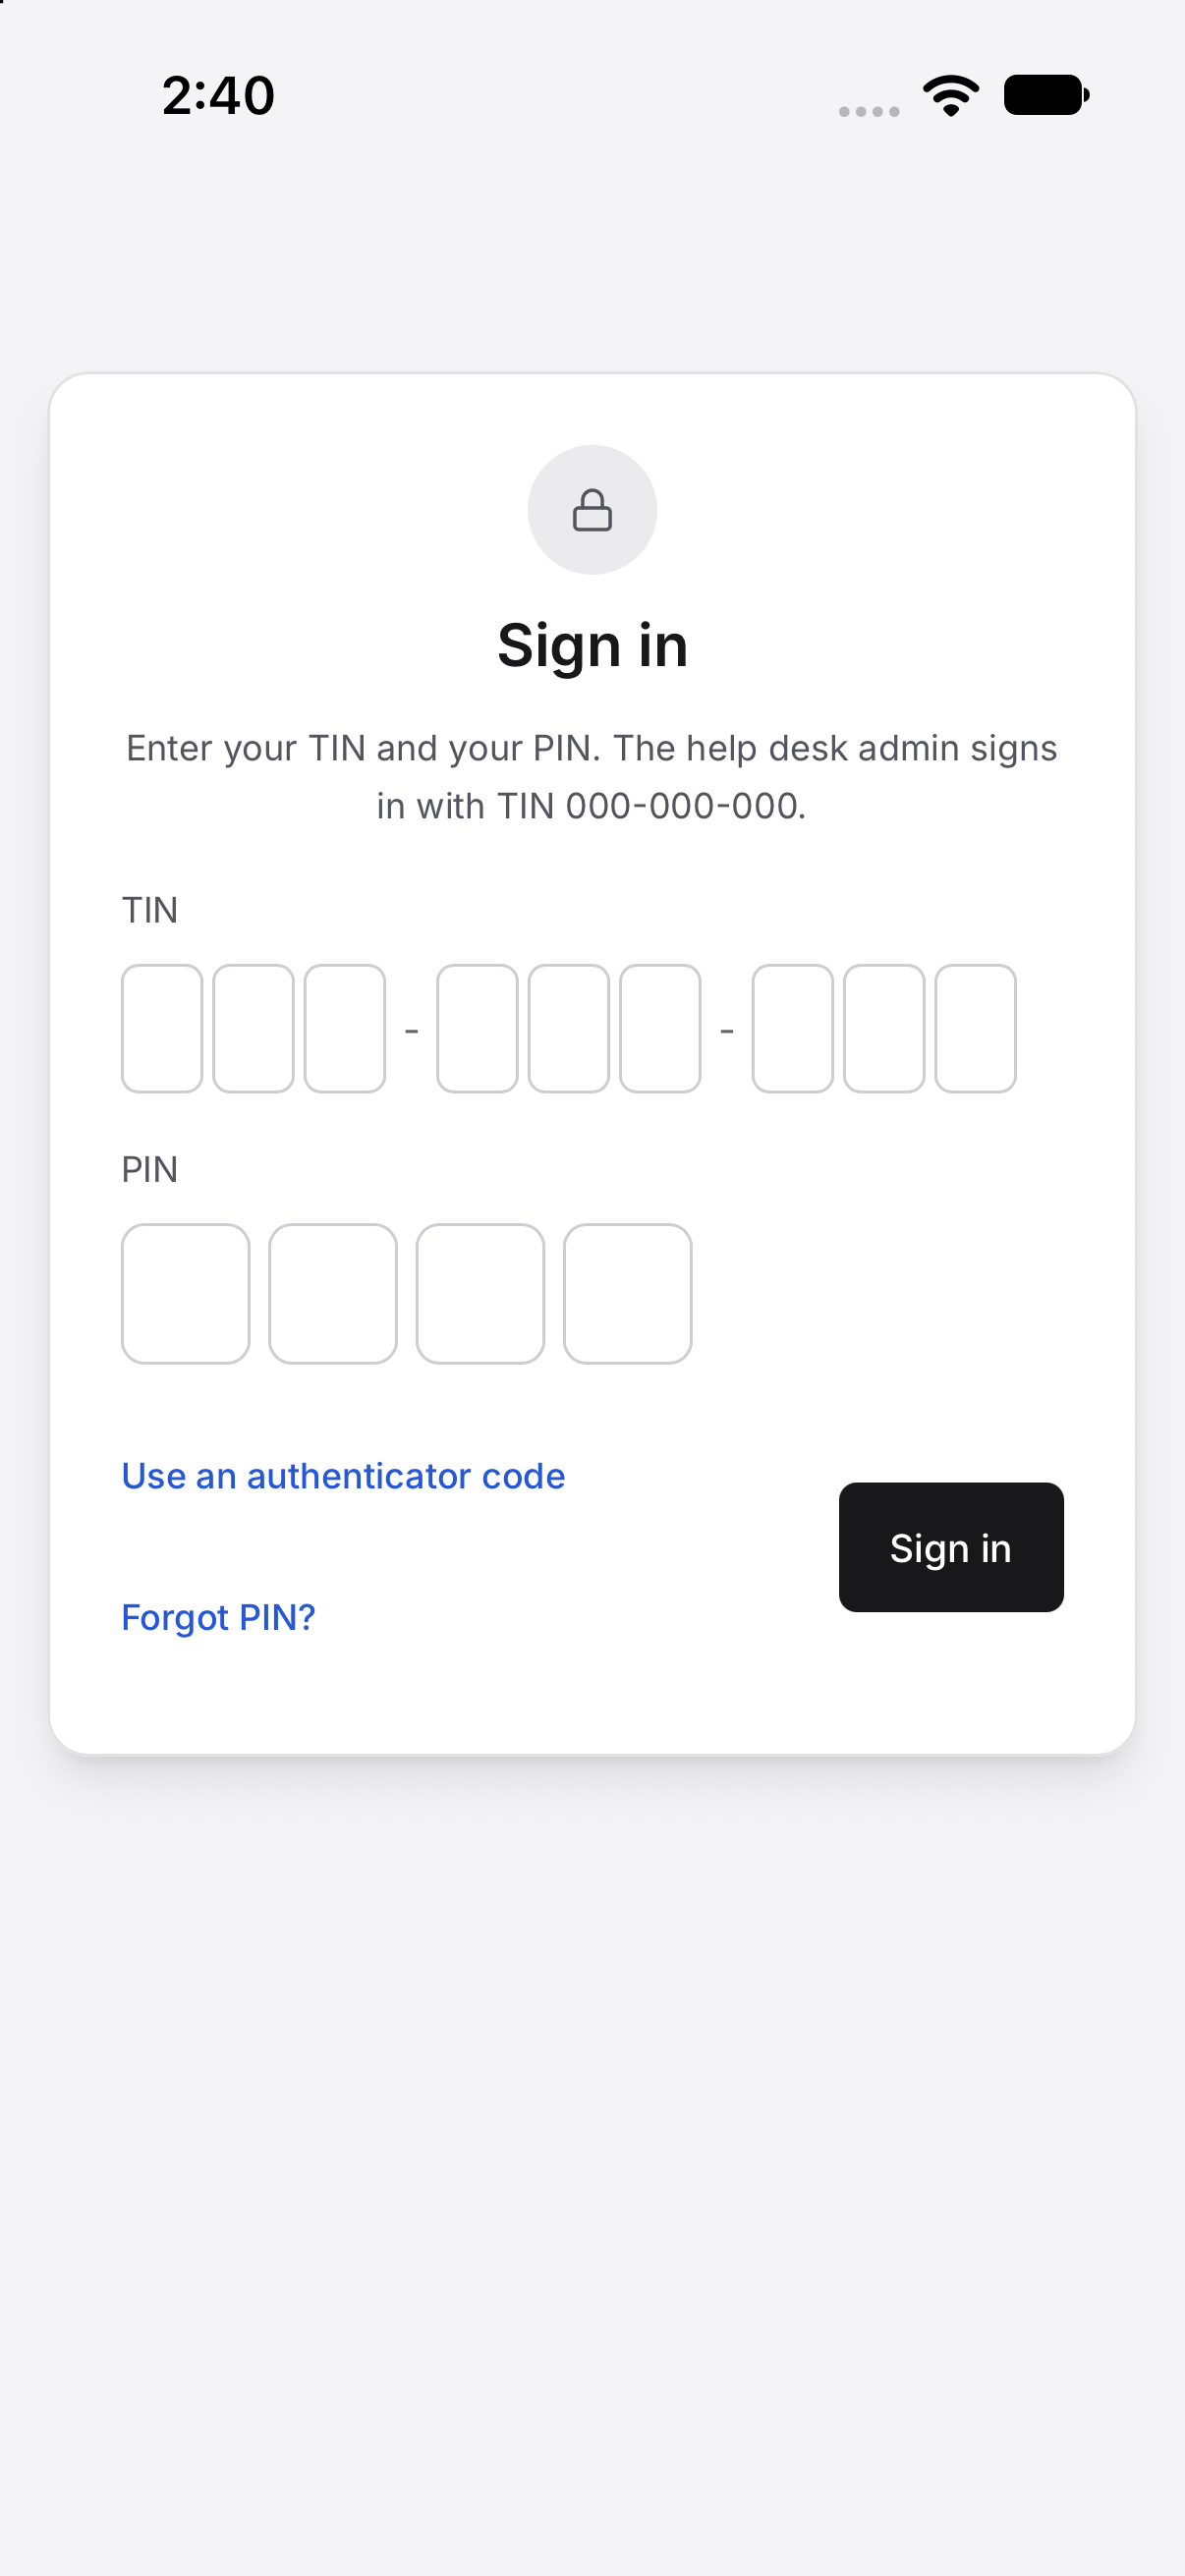 2:40
Sign in
Enter your TIN and your PIN. The help desk admin signs
in with TIN 000-000-000.
TIN
- -
PIN
Use an authenticator code
Sign in
Forgot PIN?